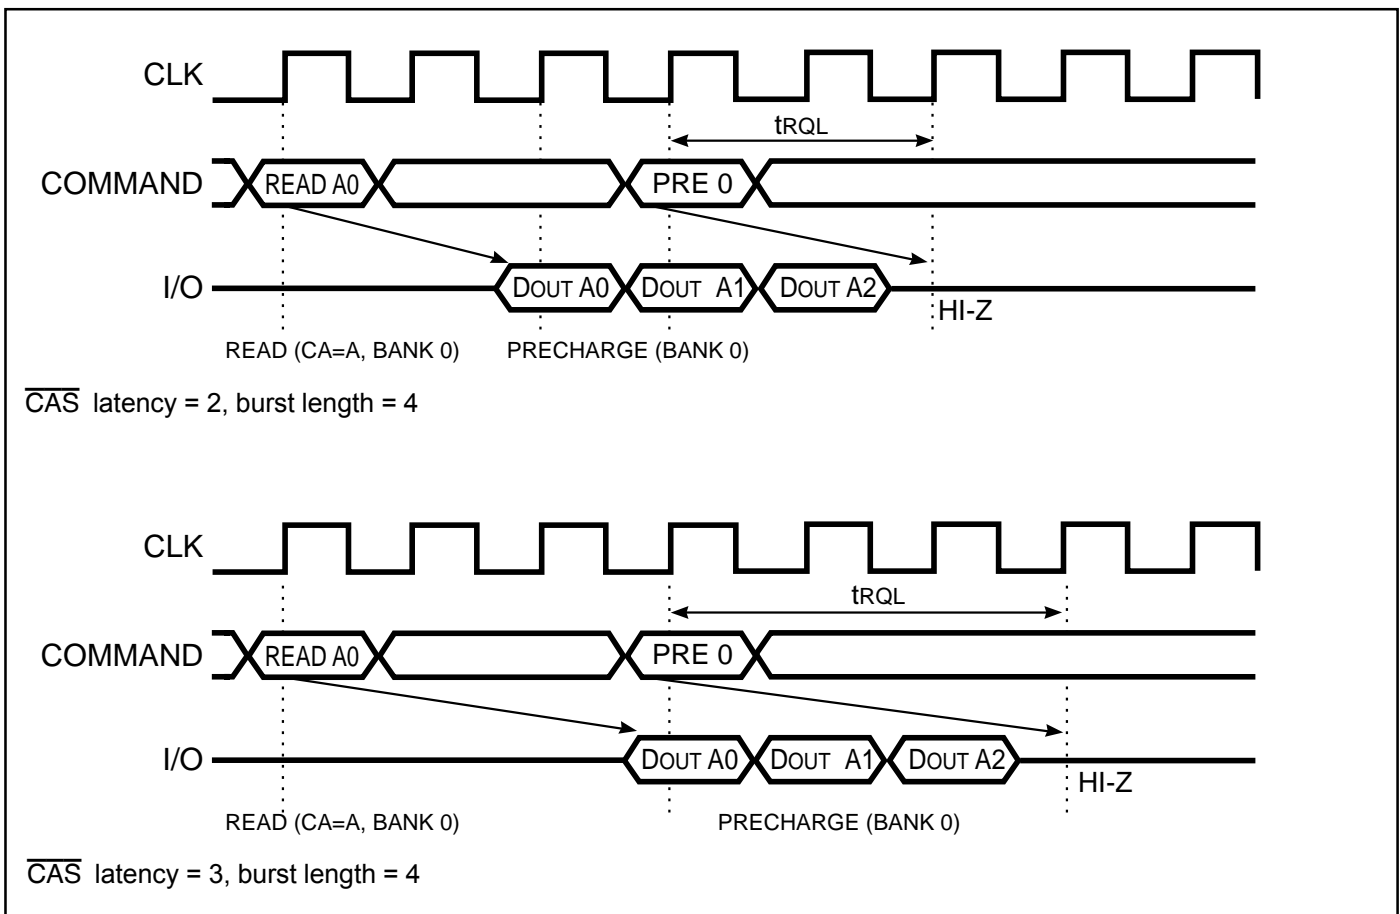 CLK
tRQL
COMMAND READ A0 PRE 0
I/O DOUT A0 DOUT A1 DOUT A2
HI-Z
READ (CA=A, BANK 0) PRECHARGE (BANK 0)
CAS latency = 2, burst length = 4
CLK
tRQL
COMMAND READ A0 PRE 0
I/O DOUT A0 DOUT A1 DOUT A2
HI-Z
READ (CA=A, BANK 0) PRECHARGE (BANK 0)
CAS latency = 3, burst length = 4